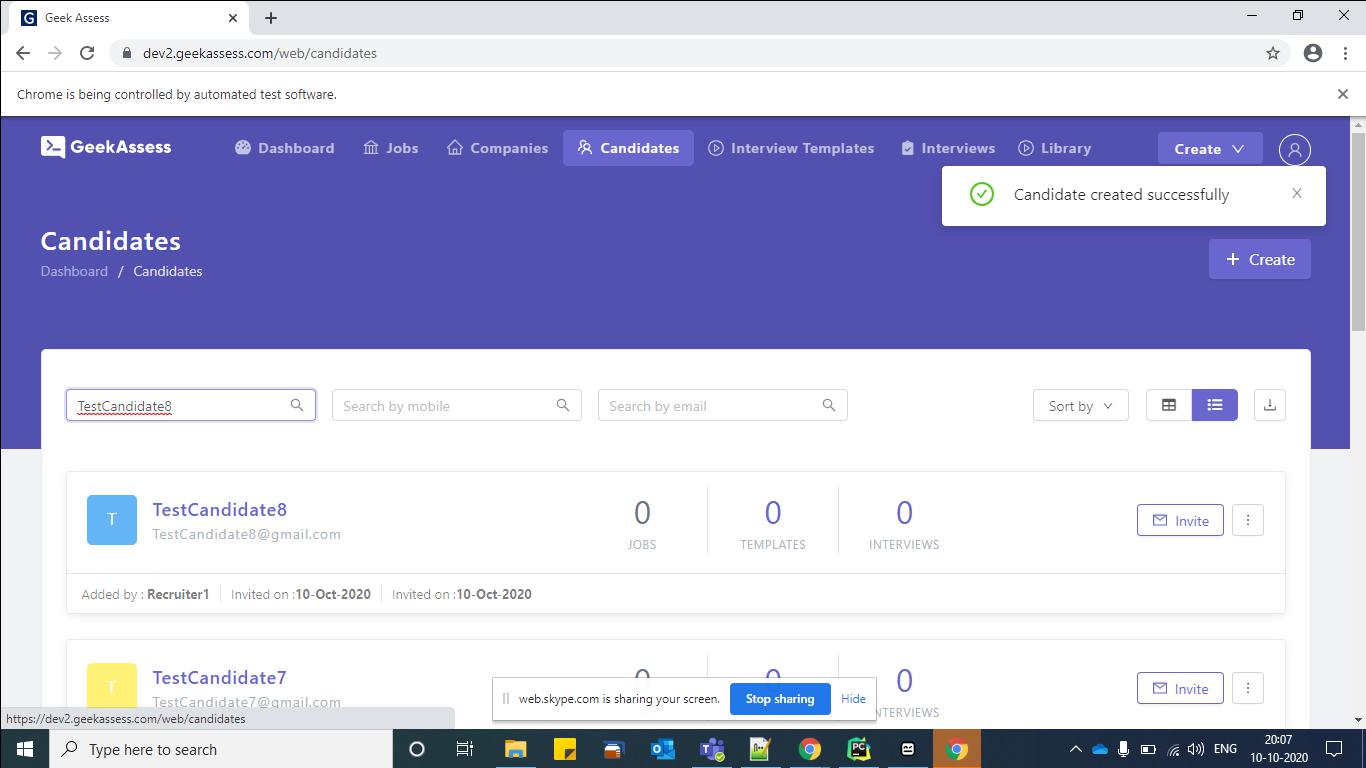 Geek Assess
dev2.geekassess.com/web/candidates
Chrome is being controlled by automated test software.
GeekAssess Dashboard Jobs Companies Candidates Interview Templates Interviews Library Create
Candidate created successfully
Candidates
Dashboard / Candidates
+ Create
TestCandidate8 Search by mobile Search by email Sort by
T
TestCandidate8
TestCandidate8@gmail.com
0 0 0
JOBS TEMPLATES INTERVIEWS
Invite
Added by : Recruiter1 Invited on :10-Oct-2020 Invited on :10-Oct-2020
T
TestCandidate7
TestCandidate7@gmail.com
0 0 0
NTERVIEWS
Invite
web.skype.com is sharing your screen. Stop sharing Hide
https://dev2.geekassess.com/web/candidates
Type here to search
ENG
20:07
10-10-2020